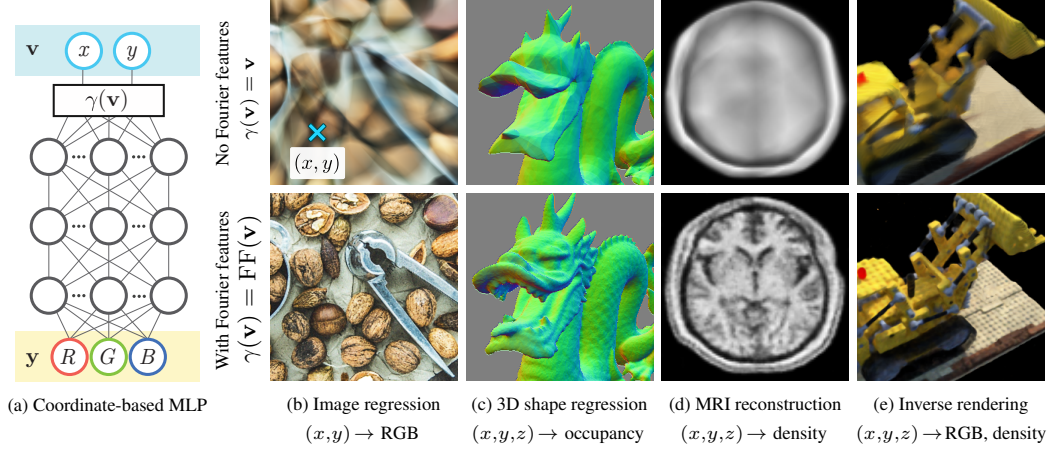 v
x
y
γ(v)
y
R
G
B
No Fourier features
γ(v) = v
With Fourier features
γ(v) = FF(v)
(x, y)
(a) Coordinate-based MLP
(b) Image regression
(x,y) → RGB
(c) 3D shape regression
(x,y,z) → occupancy
(d) MRI reconstruction
(x,y,z) → density
(e) Inverse rendering
(x,y,z) → RGB, density